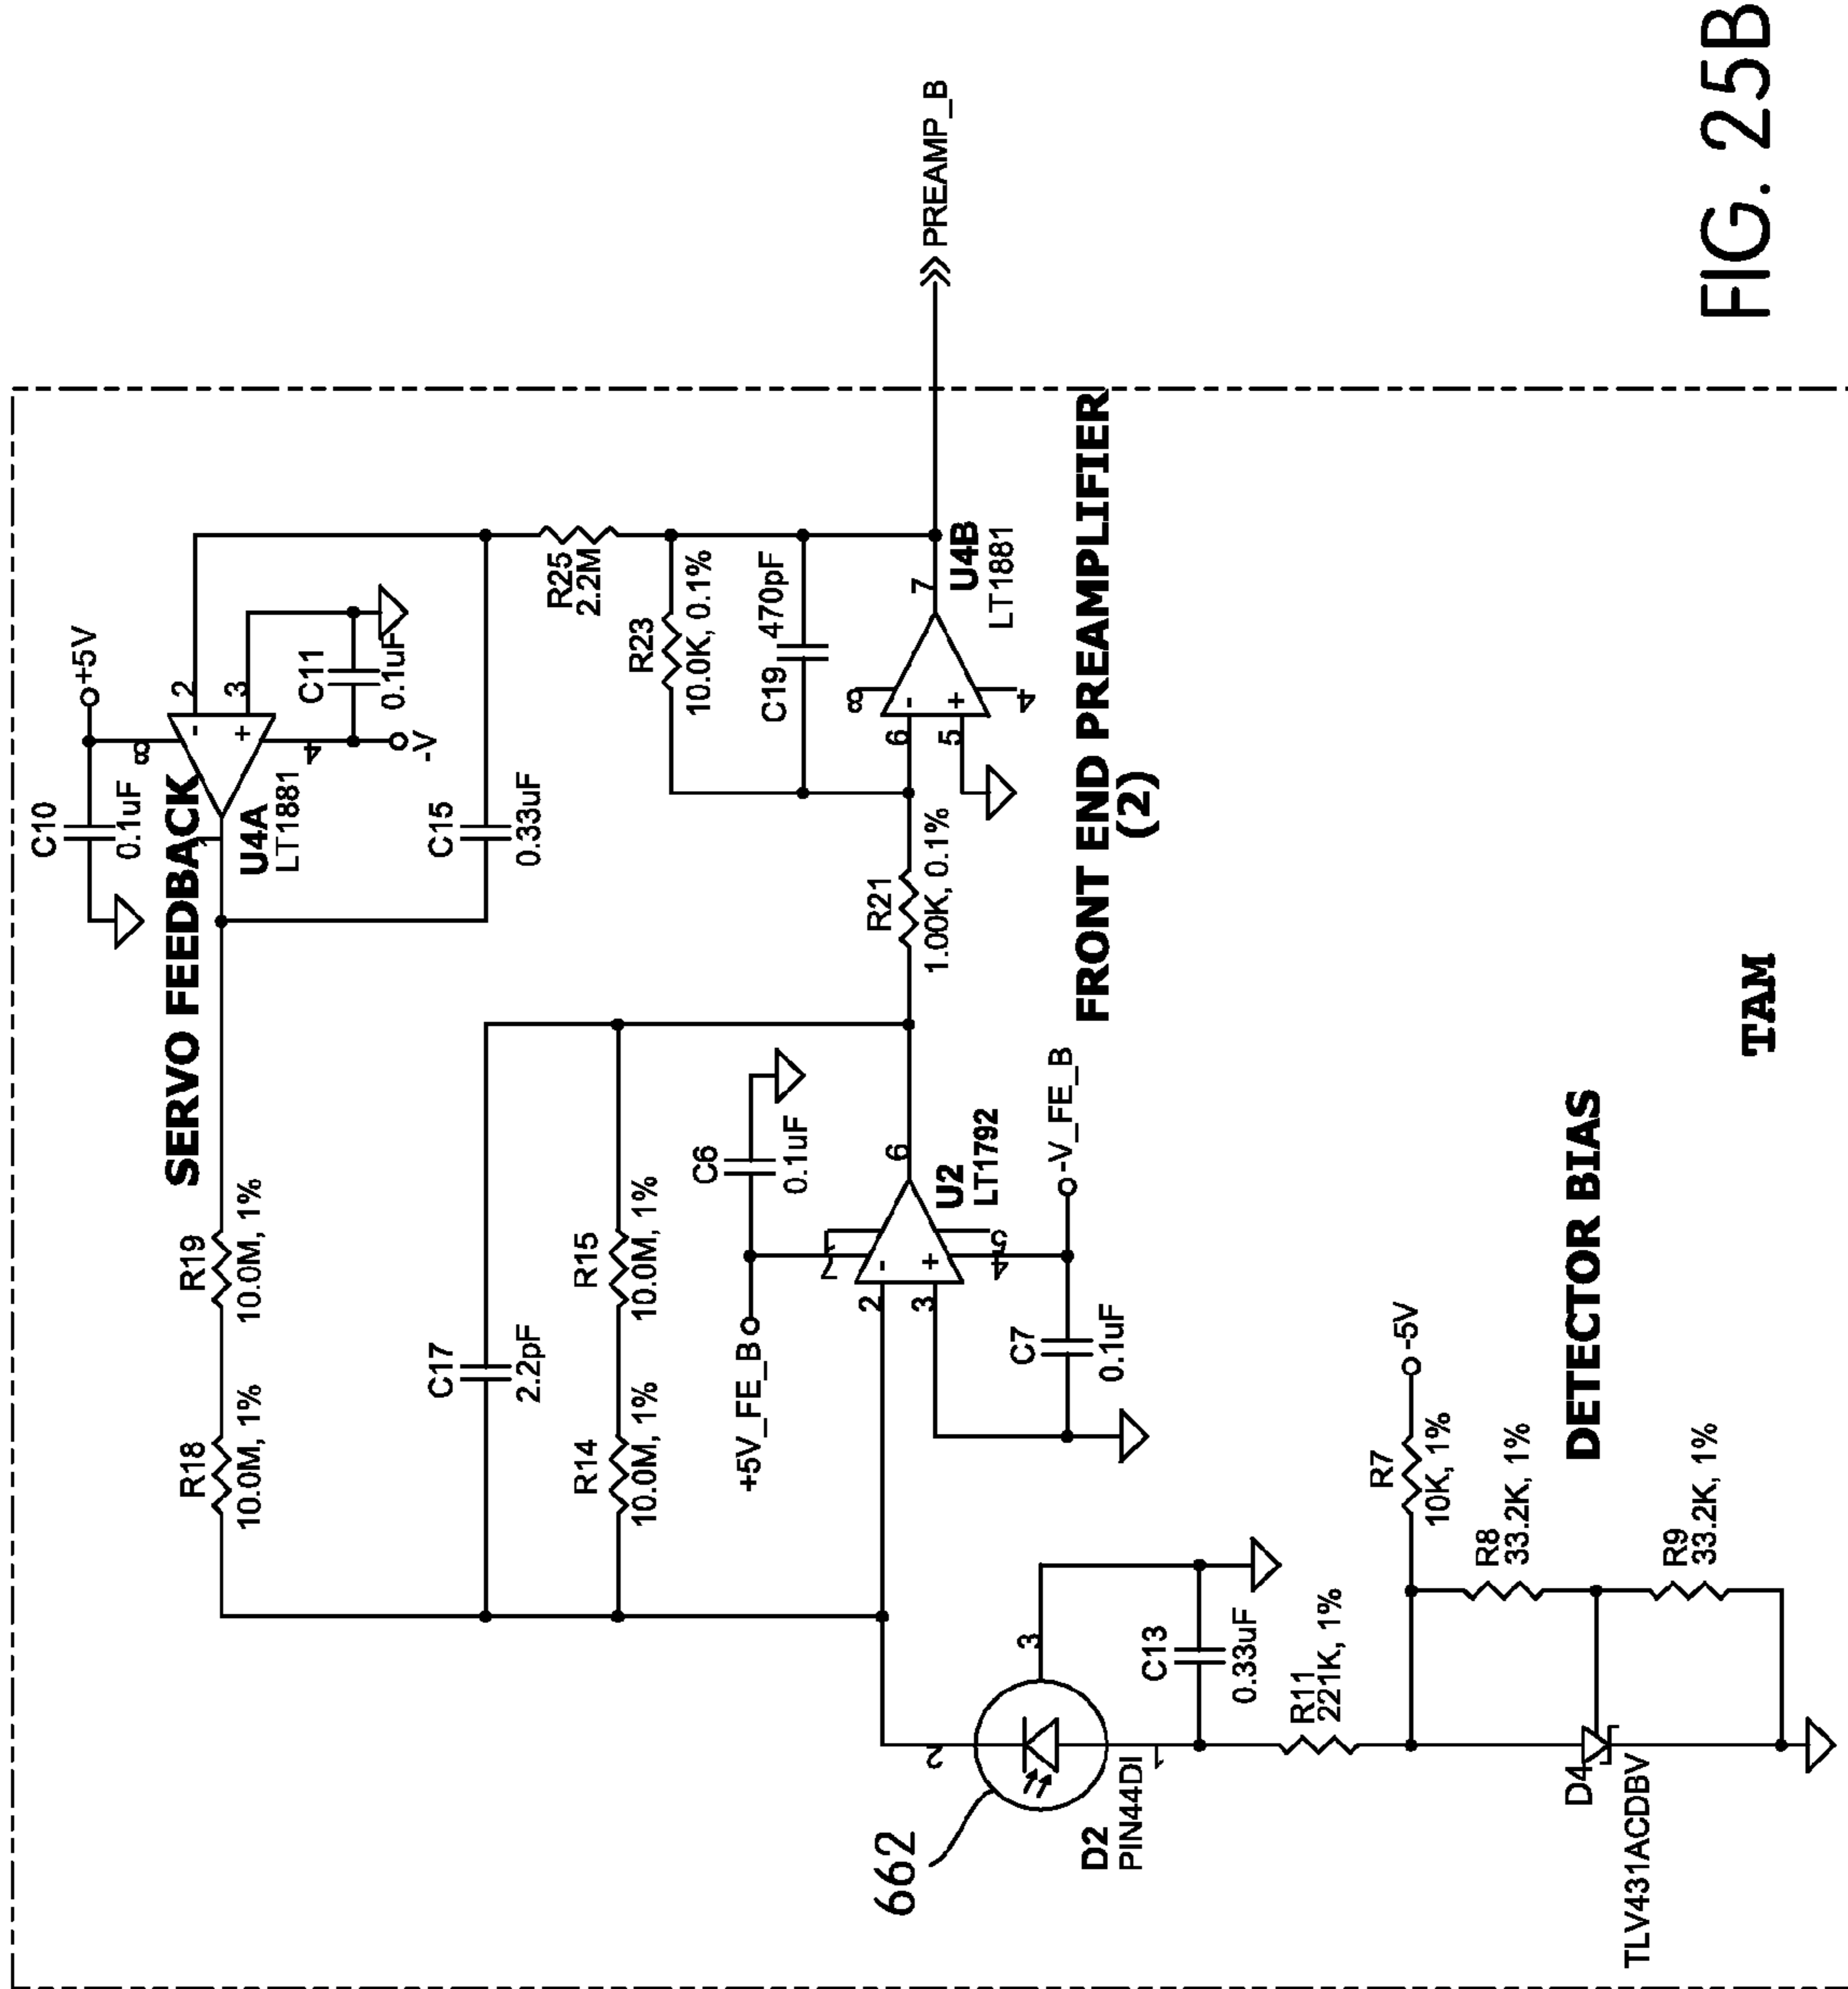 SERVO FEEDBACK
C10
0.1uF
+5V
8
2
3
4
-V
1
U4A
LT1881
C11
0.1uF
R18
10.0M, 1%
R19
10.0M, 1%
C15
0.33uF
R25
2.2M
C17
2.2pF
R14
10.0M, 1%
R15
10.0M, 1%
R23
10.0K, 0.1%
C19
470pF
+5V_FE_B
C6
0.1uF
7
1
2
3
6
5
4
U2
LT1792
-V_FE_B
C7
0.1uF
R21
1.00K, 0.1%
8
6
5
7
4
U4B
LT1881
PREAMP_B
FRONT END PREAMPLIFIER
(2)
662
2
3
1
D2
PIN44DI
C13
0.33uF
R11
221K, 1%
R7
10K, 1%
-5V
R8
33.2K, 1%
R9
33.2K, 1%
D4
TLV431ACDBV
DETECTOR BIAS
TAM
FIG. 25B